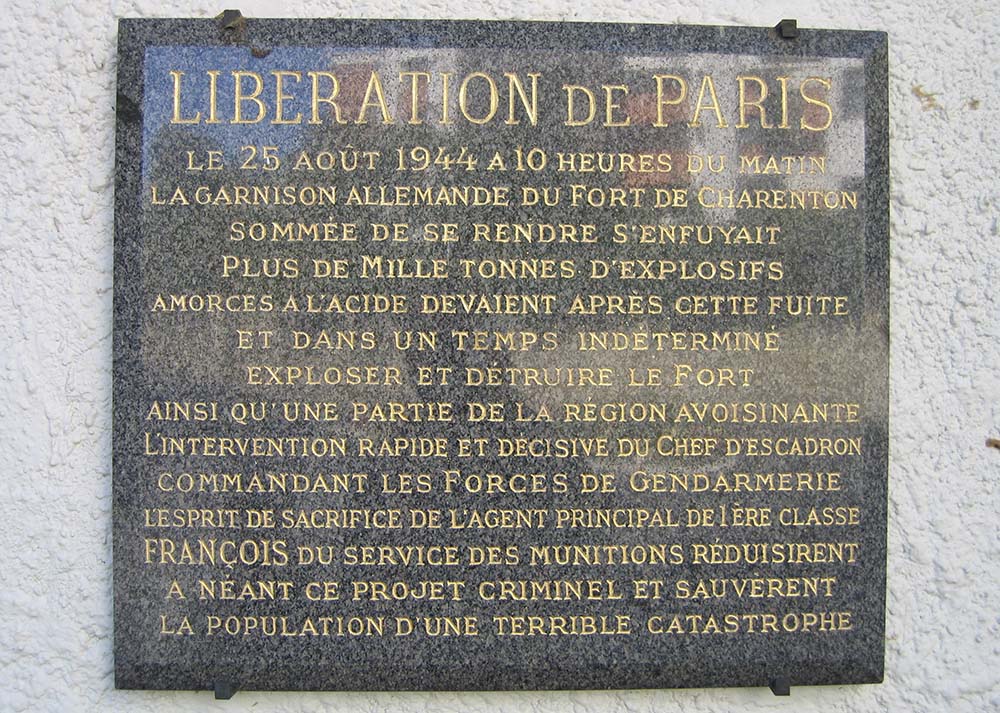 LIBERATION DE PARIS
LE 25 AOÛT 1944 A 10 HEURES DU MATIN
LA GARNISON ALLEMANDE DU FORT DE CHARENTON
SOMMÉE DE SE RENDRE S'ENFUYAIT
PLUS DE MILLE TONNES D'EXPLOSIFS
AMORCES A L'ACIDE DEVAIENT APRÈS CETTE FUITE
ET DANS UN TEMPS INDÉTERMINÉ
EXPLOSER ET DÉTRUIRE LE FORT
AINSI QU'UNE PARTIE DE LA RÉGION AVOISINANTE
L'INTERVENTION RAPIDE ET DÉCISIVE DU CHEF D'ESCADRON
COMMANDANT LES FORCES DE GENDARMERIE
L'ESPRIT DE SACRIFICE DE L'AGENT PRINCIPAL DE 1ÈRE CLASSE
FRANÇOIS DU SERVICE DES MUNITIONS RÉDUISIRENT
A NÉANT CE PROJET CRIMINEL ET SAUVÈRENT
LA POPULATION D'UNE TERRIBLE CATASTROPHE